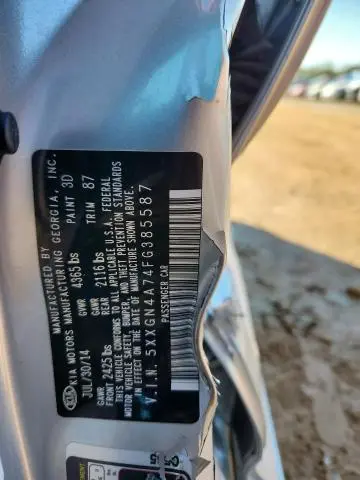 KIA MANUFACTURED BY
KIA MOTORS MANUFACTURING GEORGIA, INC.
JUL/30/14 PAINT 3D
GVWR 4365 lbs TRIM 87
GAWR FRONT 2425 lbs GAWR REAR 2116 lbs
THIS VEHICLE CONFORMS TO ALL APPLICABLE U.S.A. FEDERAL
MOTOR VEHICLE SAFETY, BUMPER, AND THEFT PREVENTION STANDARDS
IN EFFECT ON THE DATE OF MANUFACTURE SHOWN ABOVE.
V.I.N. 5XXGN4A74FG385587
PASSENGER CAR